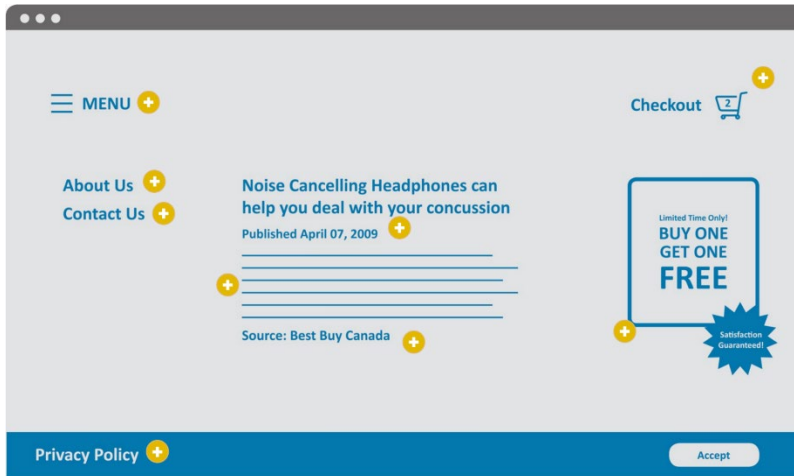 MENU
Checkout 2
About Us
Contact Us
Noise Cancelling Headphones can
help you deal with your concussion
Published April 07, 2009
Source: Best Buy Canada
Limited Time Only!
BUY ONE
GET ONE
FREE
Satisfaction
Guaranteed!
Privacy Policy
Accept